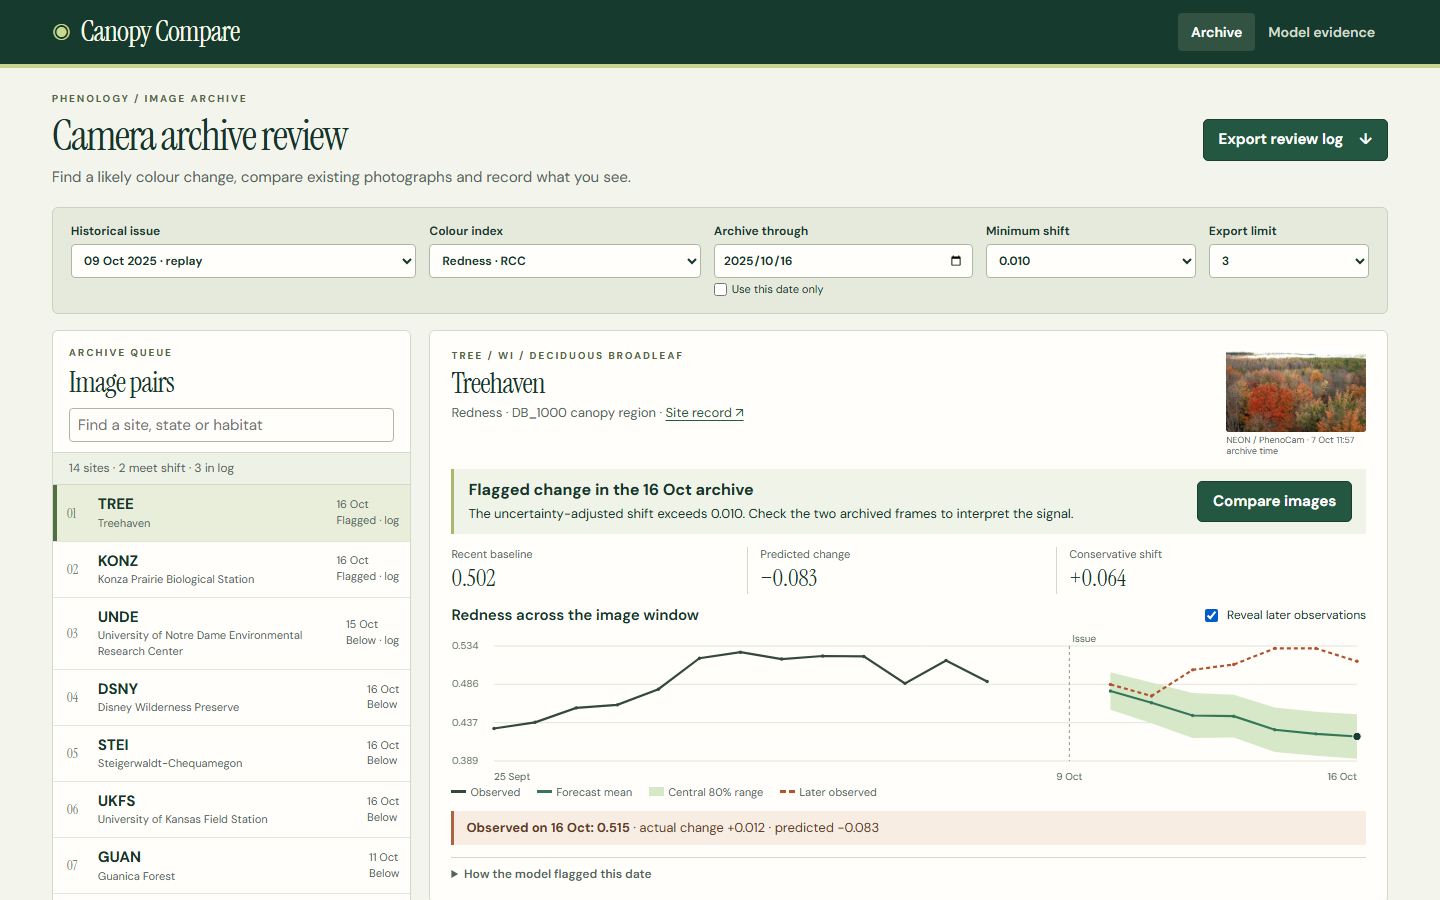 Canopy Compare
Archive
Model evidence
PHENOLOGY / IMAGE ARCHIVE
Camera archive review
Find a likely colour change, compare existing photographs and record what you see.
Export review log ↓
Historical issue
09 Oct 2025 · replay
Colour index
Redness · RCC
Archive through
2025/10/16
Use this date only
Minimum shift
0.010
Export limit
3
ARCHIVE QUEUE
Image pairs
Find a site, state or habitat
14 sites · 2 meet shift · 3 in log
01
TREE
Treehaven
16 Oct
Flagged · log
02
KONZ
Konza Prairie Biological Station
16 Oct
Flagged · log
03
UNDE
University of Notre Dame Environmental
Research Center
15 Oct
Below · log
04
DSNY
Disney Wilderness Preserve
16 Oct
Below
05
STEI
Steigerwaldt-Chequamegon
16 Oct
Below
06
UKFS
University of Kansas Field Station
16 Oct
Below
07
GUAN
Guanica Forest
11 Oct
Below
TREE / WI / DECIDUOUS BROADLEAF
Treehaven
Redness · DB_1000 canopy region · Site record ↗
NEON / PhenoCam · 7 Oct 11:57
archive time
Flagged change in the 16 Oct archive
The uncertainty-adjusted shift exceeds 0.010. Check the two archived frames to interpret the signal.
Compare images
Recent baseline
0.502
Predicted change
−0.083
Conservative shift
+0.064
Redness across the image window
Reveal later observations
Issue
0.534
0.486
0.437
0.389
25 Sept
9 Oct
16 Oct
Observed
Forecast mean
Central 80% range
Later observed
Observed on 16 Oct: 0.515 · actual change +0.012 · predicted −0.083
How the model flagged this date